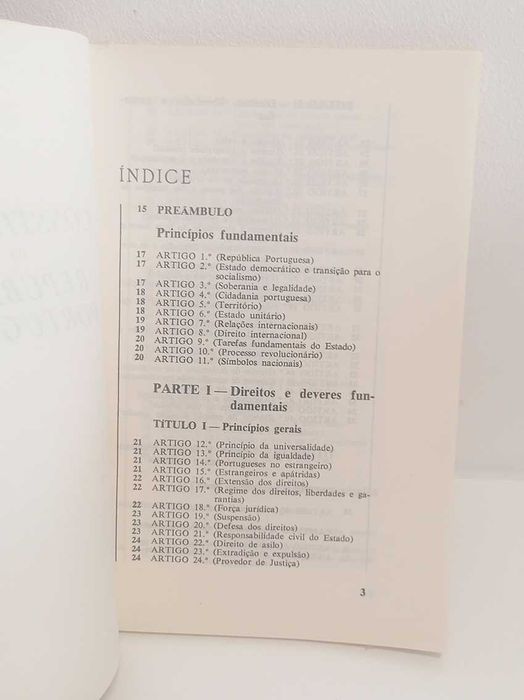 ÍNDICE
15 PREÂMBULO
Princípios fundamentais
17 ARTIGO 1.º (República Portuguesa)
17 ARTIGO 2.º (Estado democrático e transição para o
socialismo)
17 ARTIGO 3.º (Soberania e legalidade)
18 ARTIGO 4.º (Cidadania portuguesa)
18 ARTIGO 5.º (Território)
18 ARTIGO 6.º (Estado unitário)
19 ARTIGO 7.º (Relações internacionais)
19 ARTIGO 8.º (Direito internacional)
20 ARTIGO 9.º (Tarefas fundamentais do Estado)
20 ARTIGO 10.º (Processo revolucionário)
20 ARTIGO 11.º (Símbolos nacionais)
PARTE I — Direitos e deveres fun-
damentais
TÍTULO I — Princípios gerais
21 ARTIGO 12.º (Princípio da universalidade)
21 ARTIGO 13.º (Princípio da igualdade)
21 ARTIGO 14.º (Portugueses no estrangeiro)
21 ARTIGO 15.º (Estrangeiros e apátridas)
22 ARTIGO 16.º (Extensão dos direitos)
22 ARTIGO 17.º (Regime dos direitos, liberdades e ga-
rantias)
22 ARTIGO 18.º (Força jurídica)
23 ARTIGO 19.º (Suspensão)
23 ARTIGO 20.º (Defesa dos direitos)
23 ARTIGO 21.º (Responsabilidade civil do Estado)
24 ARTIGO 22.º (Direito de asilo)
24 ARTIGO 23.º (Extradição e expulsão)
24 ARTIGO 24.º (Provedor de Justiça)
3